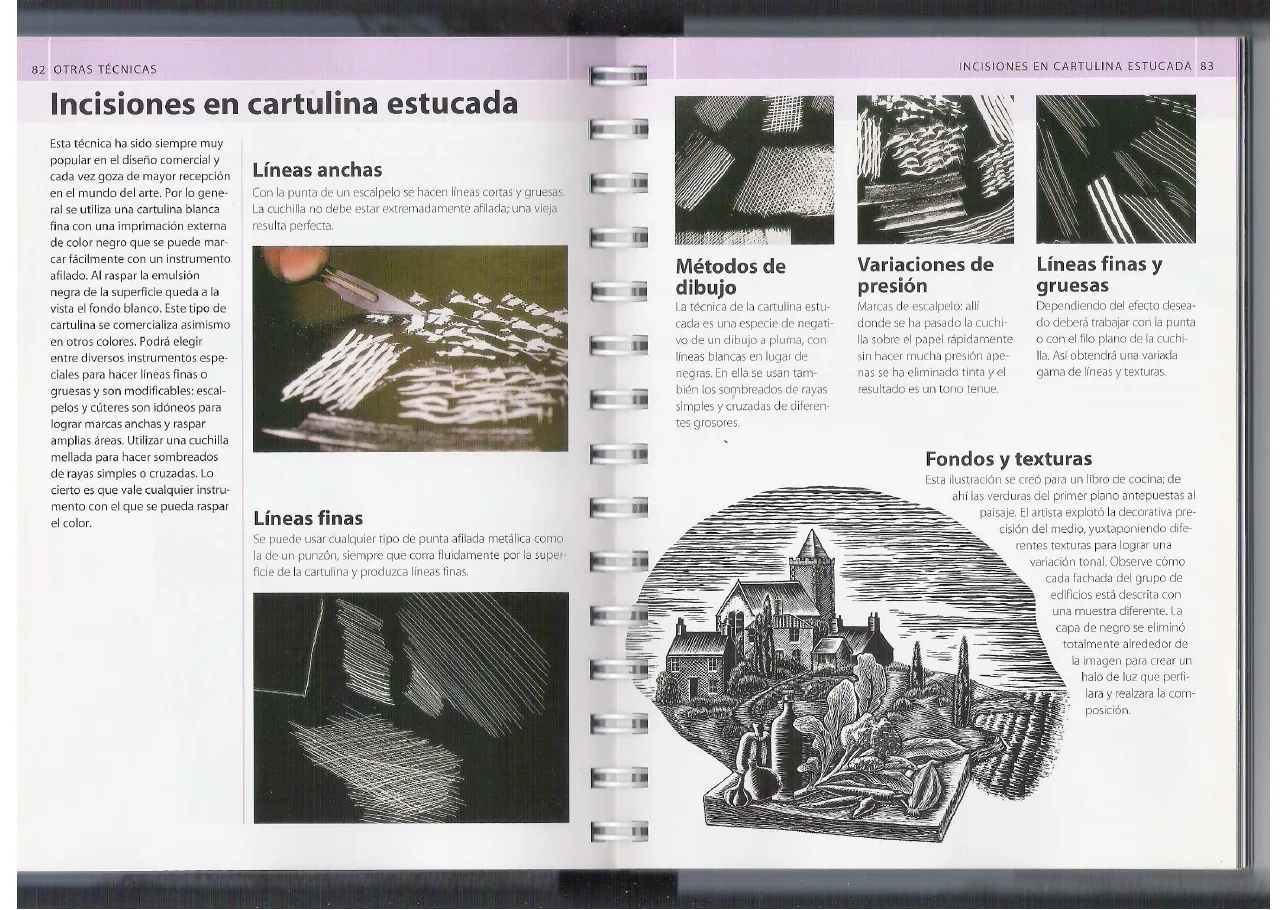 82 OTRAS TÉCNICAS
Incisiones en cartulina estucada
Esta técnica ha sido siempre muy
popular en el diseño comercial y
cada vez goza de mayor recepción
en el mundo del arte. Por lo gene-
ral se utiliza una cartulina blanca
fina con una imprimación externa
de color negro que se puede mar-
car fácilmente con un instrumento
afilado. Al raspar la emulsión
negra de la superficie queda a la
vista el fondo blanco. Este tipo de
cartulina se comercializa asimismo
en otros colores. Podrá elegir
entre diversos instrumentos espe-
ciales para hacer líneas finas o
gruesas y son modificables: escal-
pelos y cúteres son idóneos para
lograr marcas anchas y raspar
amplias áreas. Utilizar una cuchilla
mellada para hacer sombreados
de rayas simples o cruzadas. Lo
cierto es que vale cualquier instru-
mento con el que se pueda raspar
el color.
Líneas anchas
Con la punta de un escalpelo se hacen líneas cortas y gruesas.
La cuchilla no debe estar extremadamente afilada; una vieja
resulta perfecta.
Líneas finas
Se puede usar cualquier tipo de punta afilada metálica como
la de un punzón, siempre que corra fluidamente por la super-
ficie de la cartulina y produzca líneas finas.
INCISIONES EN CARTULINA ESTUCADA 83
Métodos de
dibujo
La técnica de la cartulina estu-
cada es una especie de negati-
vo de un dibujo a pluma, con
líneas blancas en lugar de
negras. En ella se usan tam-
bién los sombreados de rayas
simples y cruzadas de diferen-
tes grosores.
Variaciones de
presión
Marcas de escalpelo: allí
donde se ha pasado la cuchi-
lla sobre el papel rápidamente
sin hacer mucha presión ape-
nas se ha eliminado tinta y el
resultado es un tono tenue.
Líneas finas y
gruesas
Dependiendo del efecto desea-
do deberá trabajar con la punta
o con el filo plano de la cuchi-
lla. Así obtendrá una variada
gama de líneas y texturas.
Fondos y texturas
Esta ilustración se creó para un libro de cocina; de
ahí las verduras del primer plano antepuestas al
paisaje. El artista explotó la decorativa pre-
cisión del medio, yuxtaponiendo dife-
rentes texturas para lograr una
variación tonal. Observe cómo
cada fachada del grupo de
edificios está descrita con
una muestra diferente. La
capa de negro se eliminó
totalmente alrededor de
la imagen para crear un
halo de luz que perfi-
lara y realzara la com-
posición.